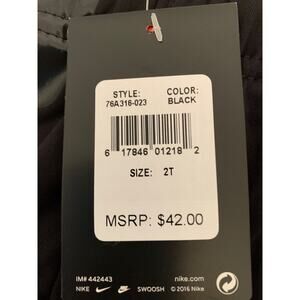 STYLE: COLOR:
76A316-023 BLACK
6 17846 01218 2
SIZE: 2T
MSRP: $42.00
IM# 442443 nike.com
NIKE SWOOSH © 2016 Nike